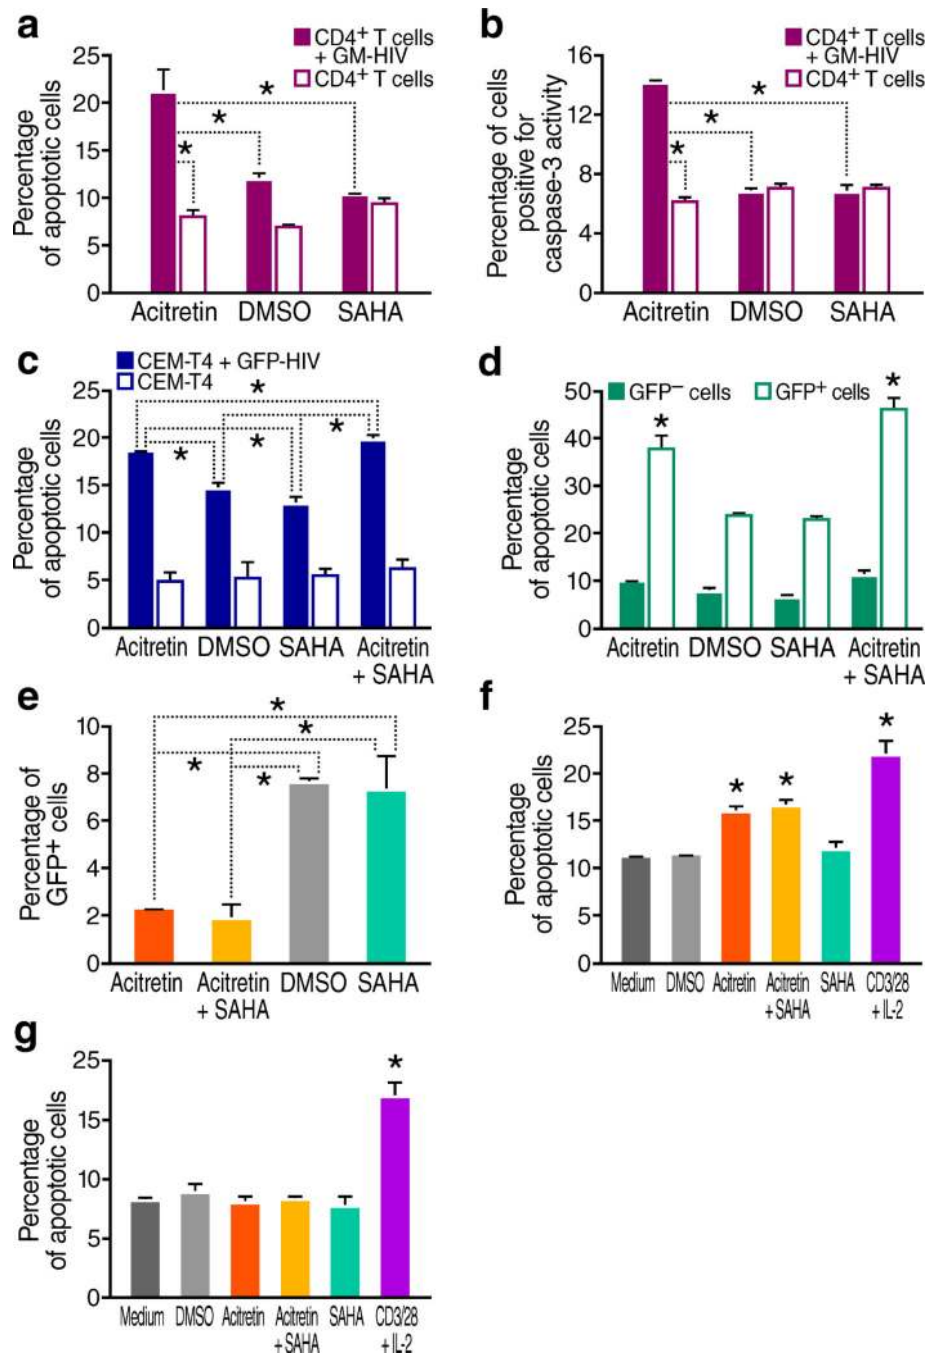 a
CD4+ T cells
+ GM-HIV
CD4+ T cells
Percentage
of apoptotic cells
25
20
15
10
5
0
*
*
*
Acitretin DMSO SAHA
b
CD4+ T cells
+ GM-HIV
CD4+ T cells
Percentage of cells
positive for
caspase-3 activity
16
12
8
4
0
*
*
*
Acitretin DMSO SAHA
c
CEM-T4 + GFP-HIV
CEM-T4
Percentage
of apoptotic cells
25
20
15
10
5
0
*
*
*
*
Acitretin DMSO SAHA Acitretin
+ SAHA
d
GFP− cells GFP+ cells
Percentage
of apoptotic cells
50
40
30
20
10
0
*
*
Acitretin DMSO SAHA Acitretin
+ SAHA
e
Percentage of
GFP+ cells
10
8
6
4
2
0
*
*
*
*
Acitretin Acitretin DMSO SAHA
+ SAHA
f
Percentage
of apoptotic cells
25
20
15
10
5
0
*
*
*
Medium DMSO Acitretin Acitretin SAHA CD3/28
+ SAHA + IL-2
g
Percentage
of apoptotic cells
25
15
10
5
0
*
Medium DMSO Acitretin Acitretin SAHA CD3/28
+ SAHA + IL-2